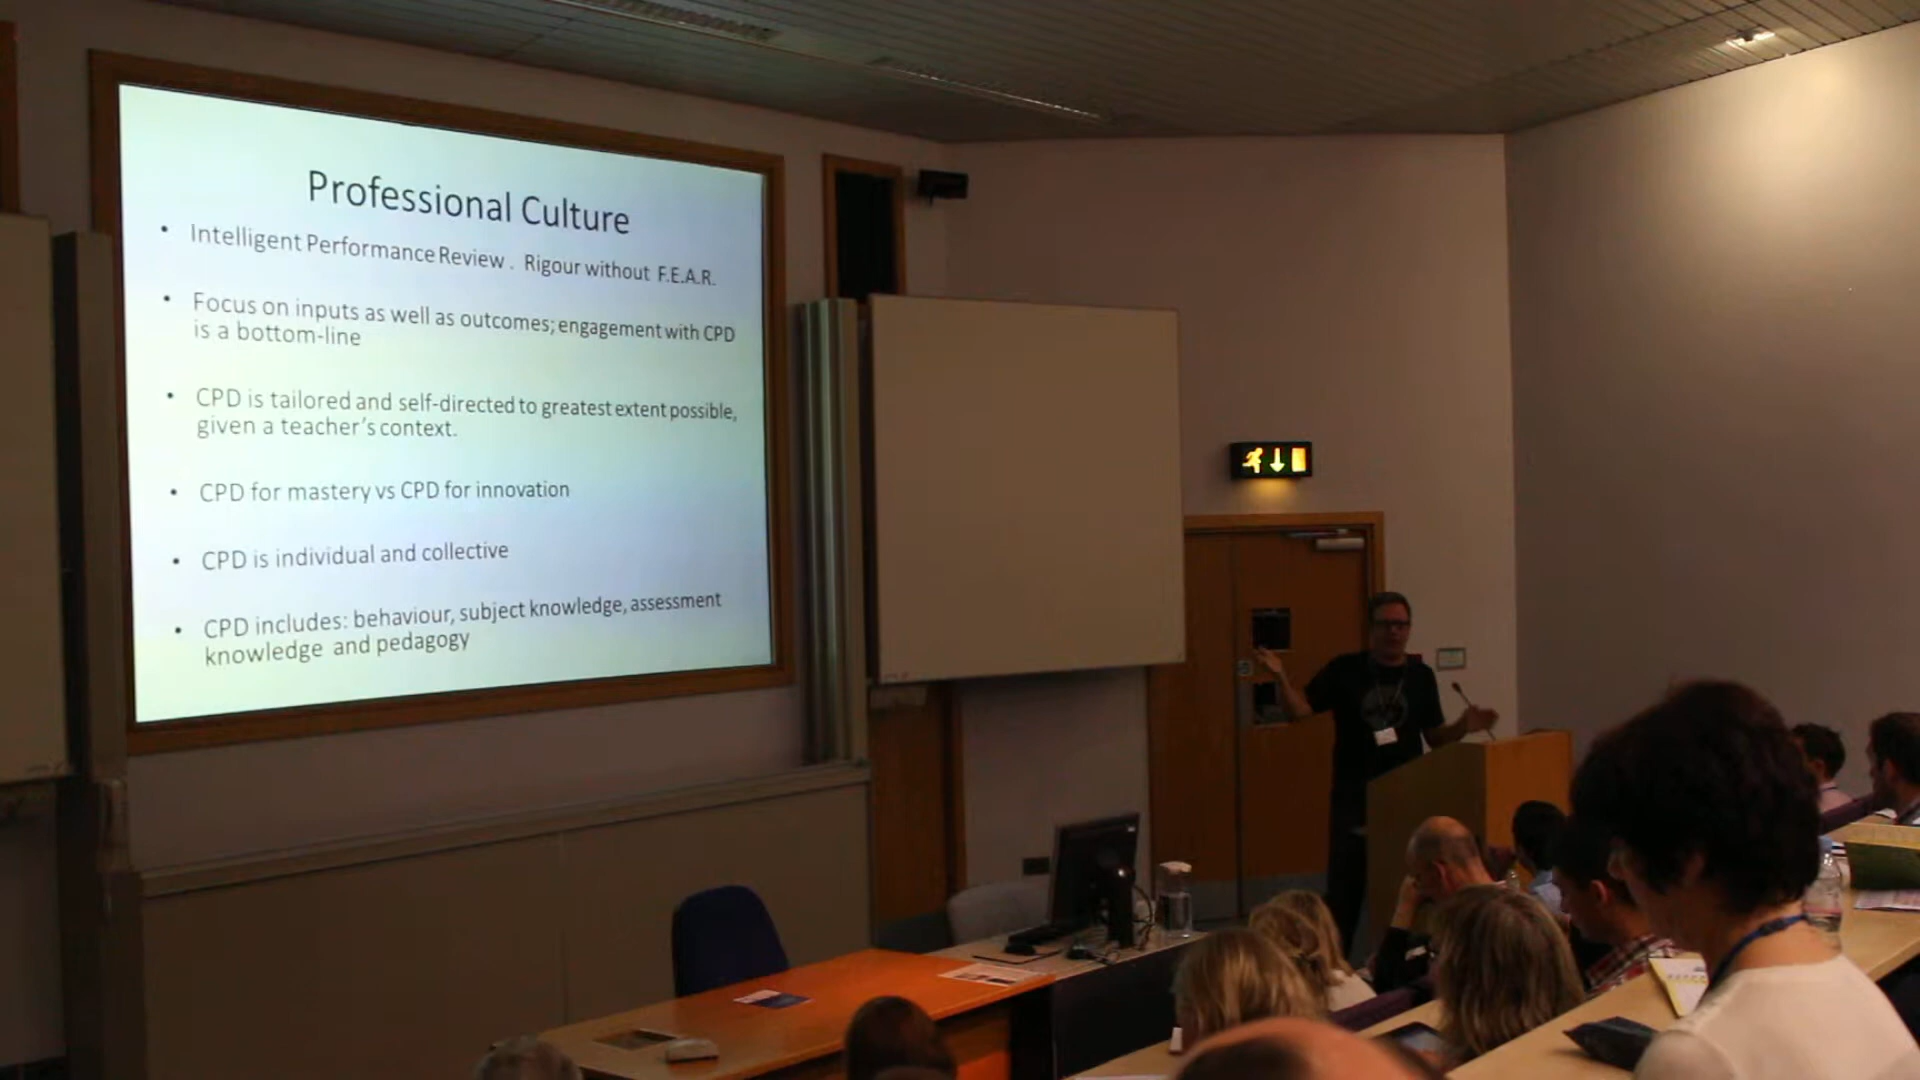 Professional Culture
• Intelligent Performance Review . Rigour without F.E.A.R.
• Focus on inputs as well as outcomes; engagement with CPD
is a bottom-line
• CPD is tailored and self-directed to greatest extent possible,
given a teacher's context.
• CPD for mastery vs CPD for innovation
• CPD is individual and collective
• CPD includes: behaviour, subject knowledge, assessment
knowledge and pedagogy